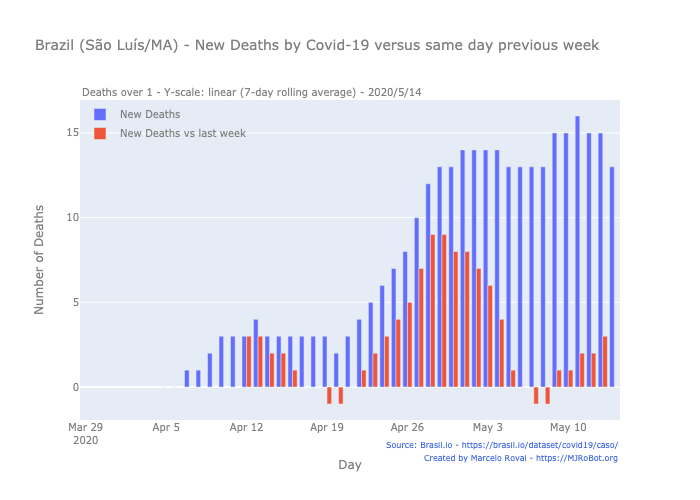 Brazil (São Luís/MA) - New Deaths by Covid-19 versus same day previous week
Deaths over 1 - Y-scale: linear (7-day rolling average) - 2020/5/14
New Deaths
New Deaths vs last week
15
10
5
0
Number of Deaths
Mar 29
2020
Apr 5
Apr 12
Apr 19
Apr 26
May 3
May 10
Day
Source: Brasil.io - https://brasil.io/dataset/covid19/caso/
Created by Marcelo Rovai - https://MJRoBot.org